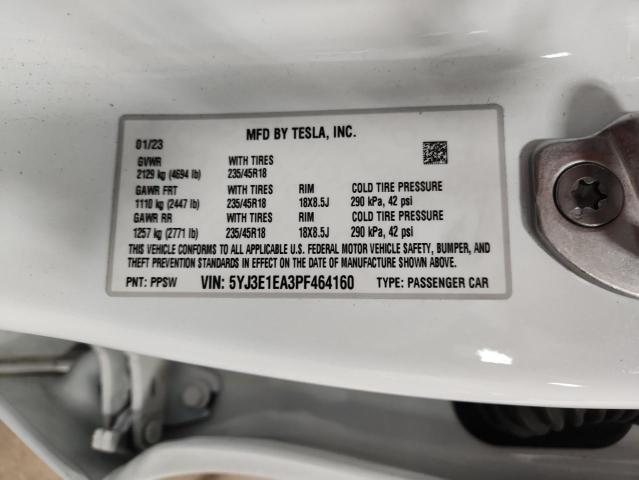 MFD BY TESLA, INC.
01/23
GVWR WITH TIRES
2129 kg (4694 lb) 235/45R18
GAWR FRT WITH TIRES RIM COLD TIRE PRESSURE
1110 kg (2447 lb) 235/45R18 18X8.5J 290 kPa, 42 psi
GAWR RR WITH TIRES RIM COLD TIRE PRESSURE
1257 kg (2771 lb) 235/45R18 18X8.5J 290 kPa, 42 psi
THIS VEHICLE CONFORMS TO ALL APPLICABLE U.S. FEDERAL MOTOR VEHICLE SAFETY, BUMPER, AND
THEFT PREVENTION STANDARDS IN EFFECT ON THE DATE OF MANUFACTURE SHOWN ABOVE.
PNT: PPSW VIN: 5YJ3E1EA3PF464160 TYPE: PASSENGER CAR